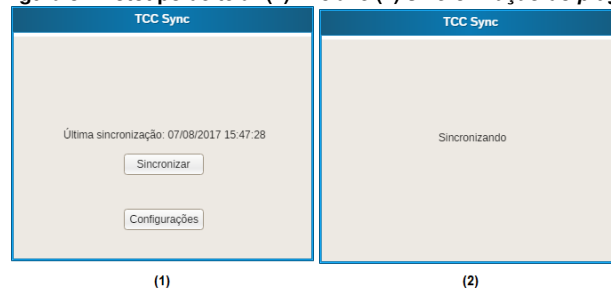 TCC Sync
Última sincronização: 07/08/2017 15:47:28
Sincronizar
Configurações
(1)
TCC Sync
Sincronizando
(2)